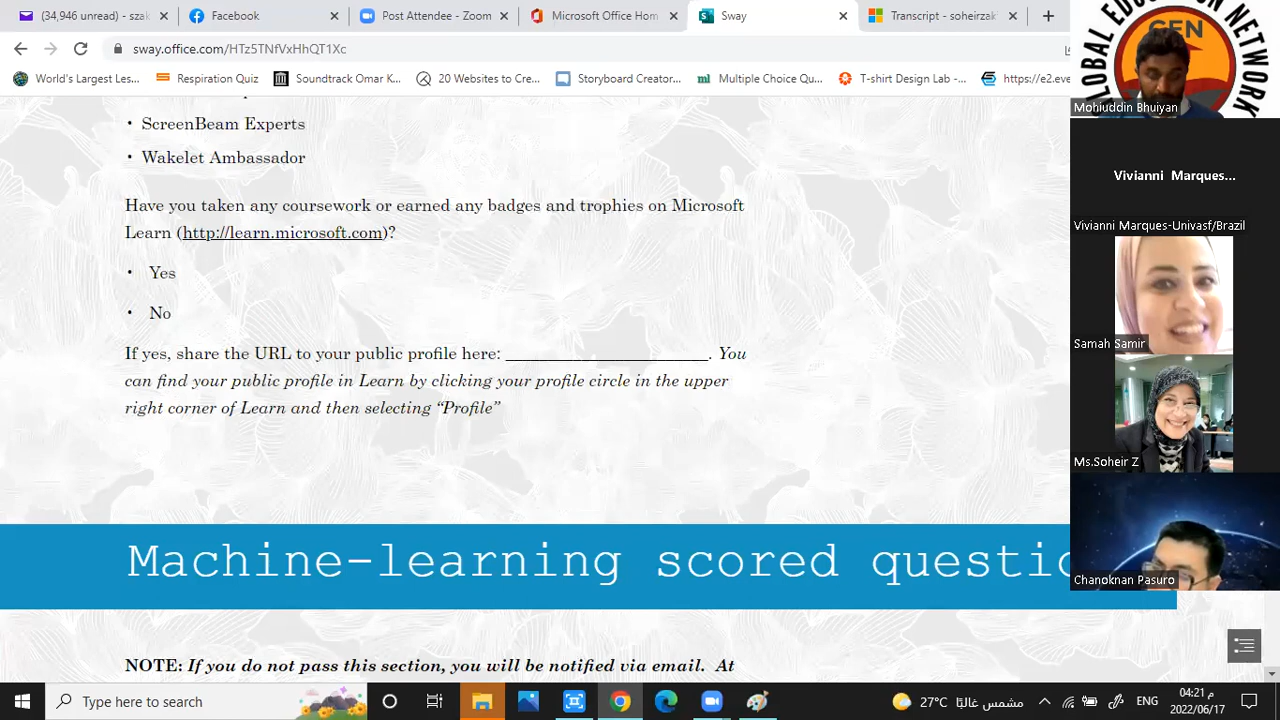 (34,946 unread) - szak
Facebook
Post Attendee - Zoom
Microsoft Office Hom
Sway
Transcript - soheirzak
sway.office.com/HTz5TNfVxHhQT1Xc
World's Largest Les...
Respiration Quiz
Soundtrack Omar K...
20 Websites to Cre...
Storyboard Creator...
Multiple Choice Qu...
T-shirt Design Lab -...
https://e2.eve
• ScreenBeam Experts
• Wakelet Ambassador
Have you taken any coursework or earned any badges and trophies on Microsoft
Learn (http://learn.microsoft.com)?
• Yes
• No
If yes, share the URL to your public profile here: ______________________. You
can find your public profile in Learn by clicking your profile circle in the upper
right corner of Learn and then selecting “Profile”
Machine-learning scored questio
NOTE: If you do not pass this section, you will be notified via email. At
GLOBAL EDUCATION NETWORK
GEN
Mohiuddin Bhuiyan
Vivianni Marques...
Vivianni Marques-Univasf/Brazil
Samah Samir
Ms.Soheir Z
Chanoknan Pasuro
Type here to search
27°C مشمس غالبًا
ENG
04:21 م
2022/06/17